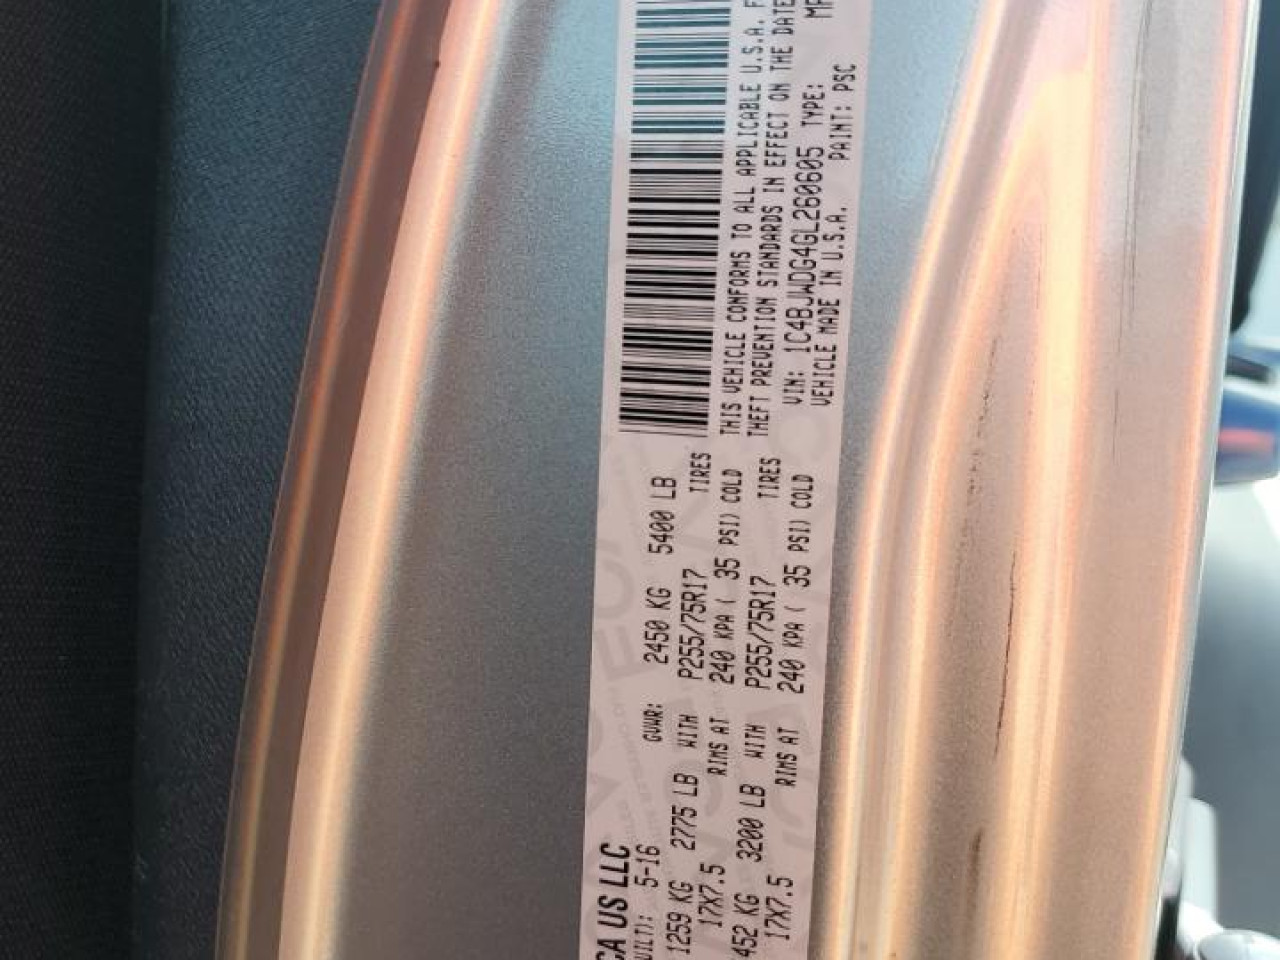 CA US LLC
UILT): 5-16 GVWR: 2450 KG 5400 LB
1259 KG 2775 LB WITH P255/75R17 TIRES
17X7.5 RIMS AT 240 KPA ( 35 PSI) COLD
452 KG 3200 LB WITH P255/75R17 TIRES
17X7.5 RIMS AT 240 KPA ( 35 PSI) COLD
THIS VEHICLE CONFORMS TO ALL APPLICABLE U.S.A. F
THEFT PREVENTION STANDARDS IN EFFECT ON THE DATE
VIN: 1C4BJWDG4GL260605 TYPE: MP
VEHICLE MADE IN U.S.A. PAINT: PSC